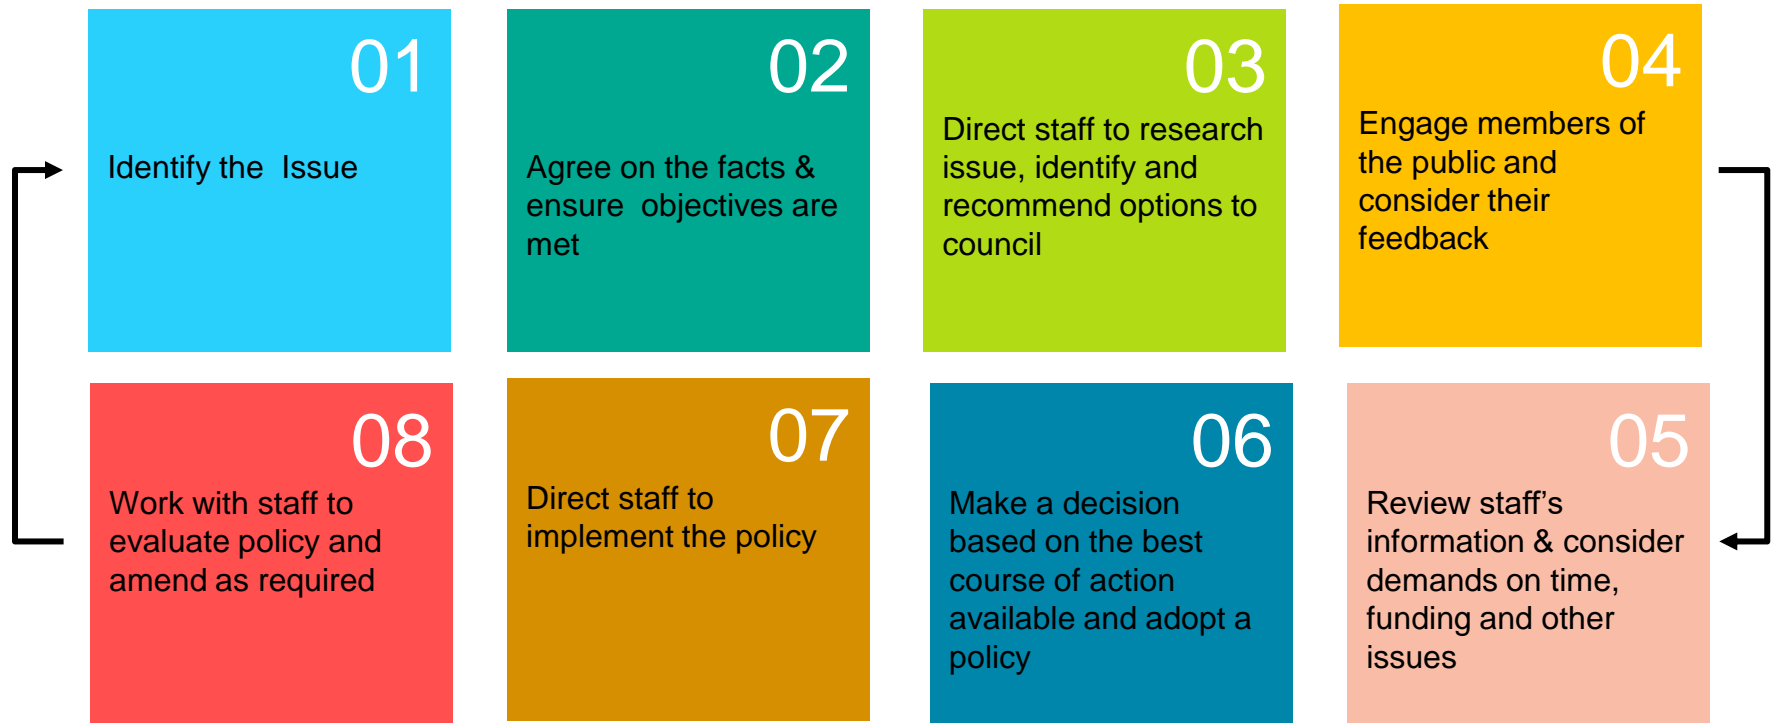 01
Identify the  Issue
02
Agree on the facts &
ensure  objectives are
met
03
Direct staff to research
issue, identify and
recommend options to
council
04
Engage members of
the public and
consider their
feedback
05
Review staff’s
information & consider
demands on time,
funding and other
issues
06
Make a decision
based on the best
course of action
available and adopt a
policy
07
Direct staff to
implement the policy
08
Work with staff to
evaluate policy and
amend as required